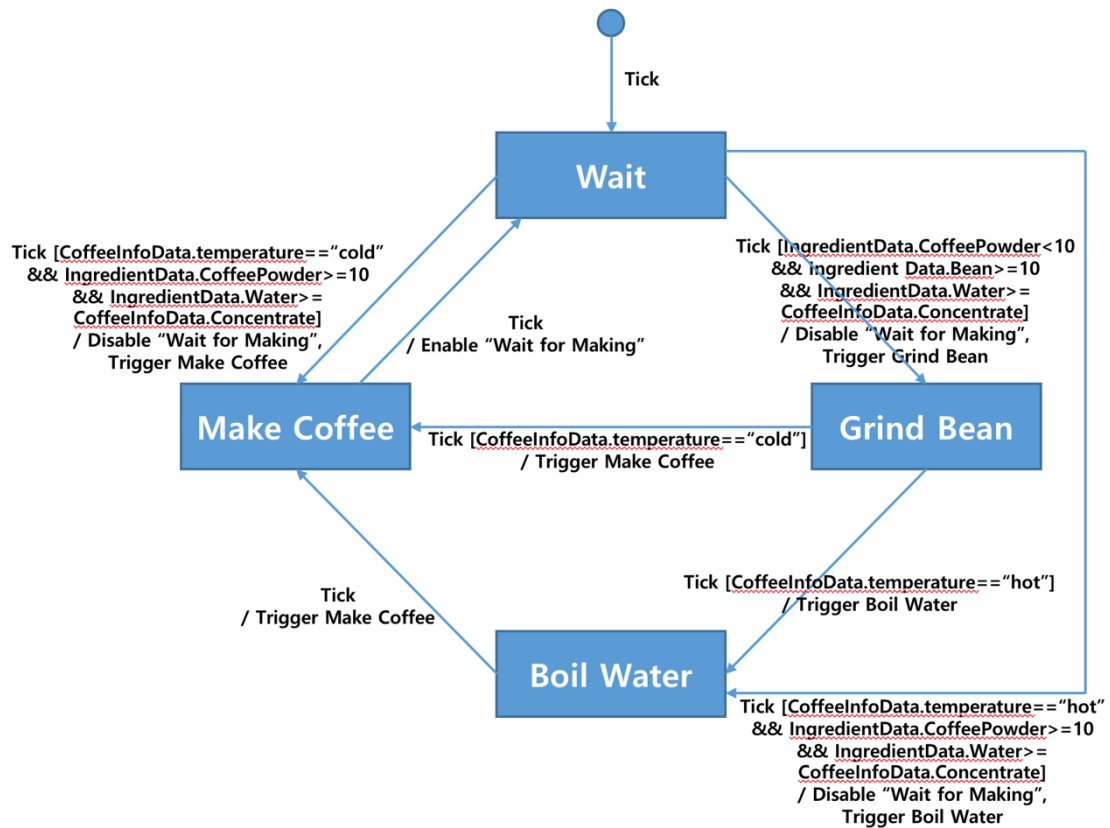 Tick
Wait
Tick [CoffeeInfoData.temperature==“cold”
&& IngredientData.CoffeePowder>=10
&& IngredientData.Water>=
CoffeeInfoData.Concentrate]
/ Disable “Wait for Making”,
Trigger Make Coffee
Tick
/ Enable “Wait for Making”
Tick [IngredientData.CoffeePowder<10
&& Ingredient Data.Bean>=10
&& IngredientData.Water>=
CoffeeInfoData.Concentrate]
/ Disable “Wait for Making”,
Trigger Grind Bean
Make Coffee
Tick [CoffeeInfoData.temperature==“cold”]
/ Trigger Make Coffee
Grind Bean
Tick
/ Trigger Make Coffee
Tick [CoffeeInfoData.temperature==“hot”]
/ Trigger Boil Water
Boil Water
Tick [CoffeeInfoData.temperature==“hot”
&& IngredientData.CoffeePowder>=10
&& IngredientData.Water>=
CoffeeInfoData.Concentrate]
/ Disable “Wait for Making”,
Trigger Boil Water